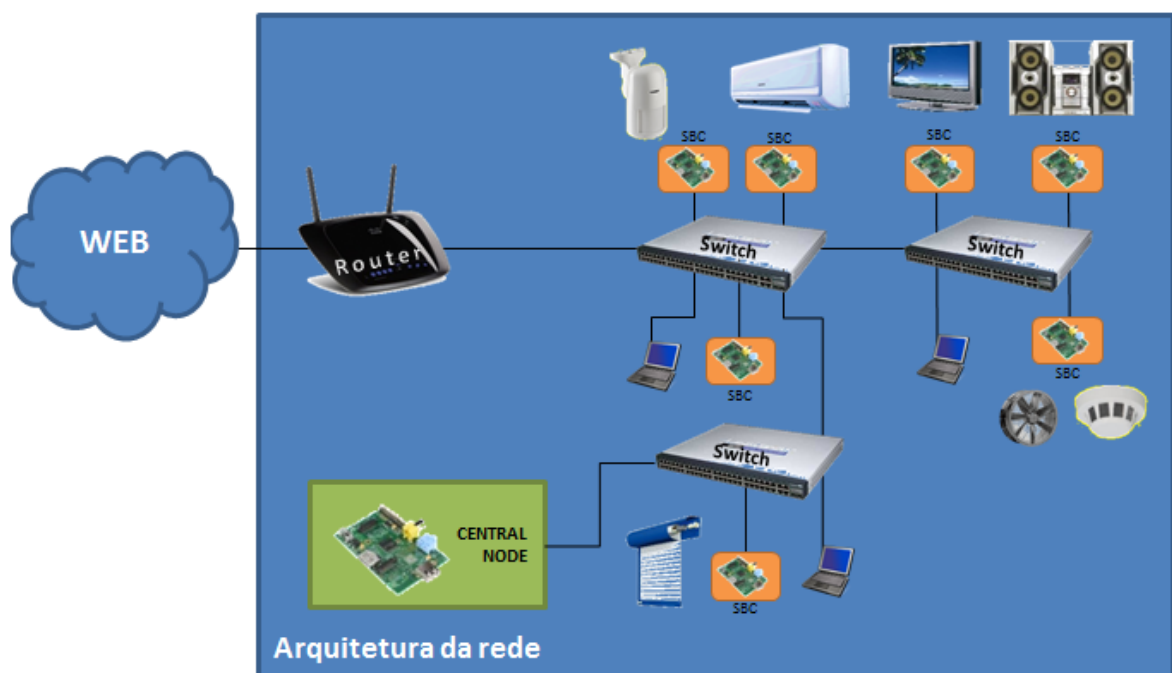 SBC
SBC
SBC
SBC
WEB
Router
Switch
Switch
SBC
SBC
Switch
CENTRAL
NODE
SBC
Arquitetura da rede